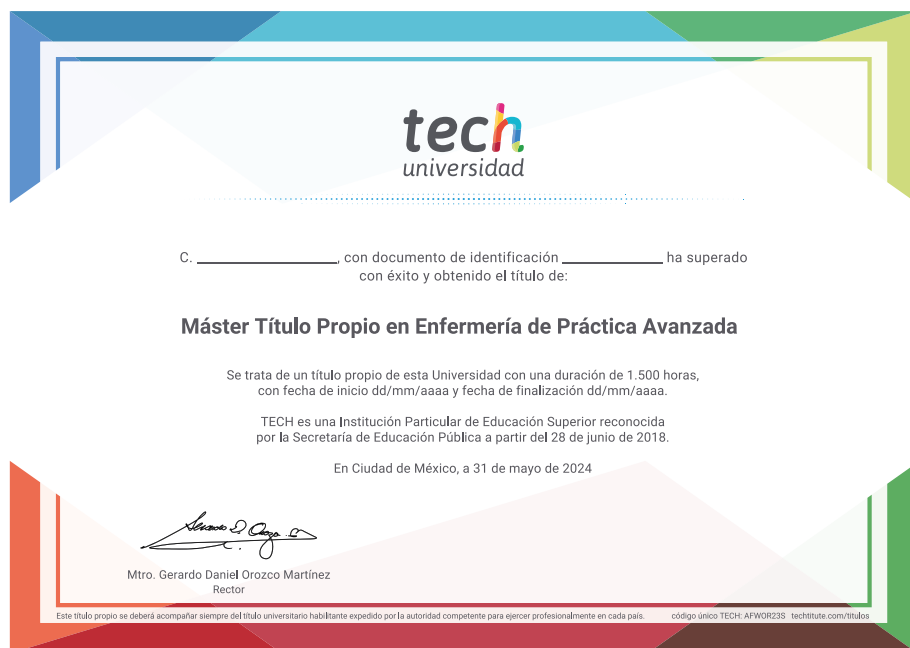 tech
universidad
C. ____________________, con documento de identificación ______________ ha superado
con éxito y obtenido el título de:
Máster Título Propio en Enfermería de Práctica Avanzada
Se trata de un título propio de esta Universidad con una duración de 1.500 horas,
con fecha de inicio dd/mm/aaaa y fecha de finalización dd/mm/aaaa.
TECH es una Institución Particular de Educación Superior reconocida
por la Secretaría de Educación Pública a partir del 28 de junio de 2018.
En Ciudad de México, a 31 de mayo de 2024
Mtro. Gerardo Daniel Orozco Martínez
Rector
Este título propio se deberá acompañar siempre del título universitario habilitante expedido por la autoridad competente para ejercer profesionalmente en cada país. código único TECH: AFWOR23S techtitute.com/titulos